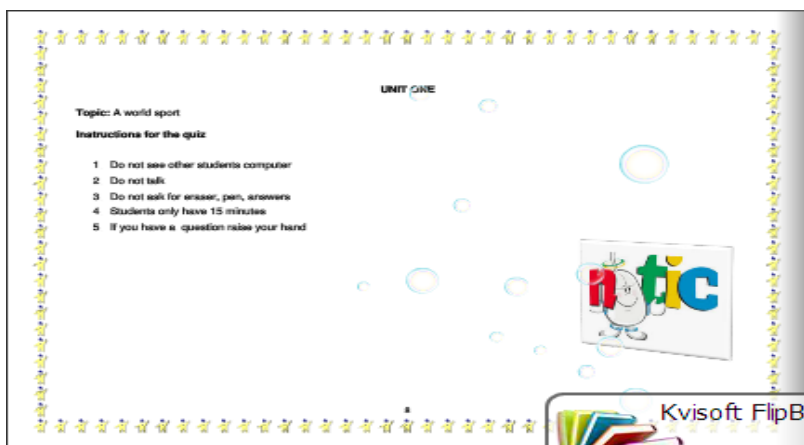 UNIT ONE
Topic: A world sport
Instructions for the quiz
1 Do not see other students computer
2 Do not talk
3 Do not ask for eraser, pen, answers
4 Students only have 15 minutes
5 If you have a question raise your hand
n tic
Kvisoft FlipB